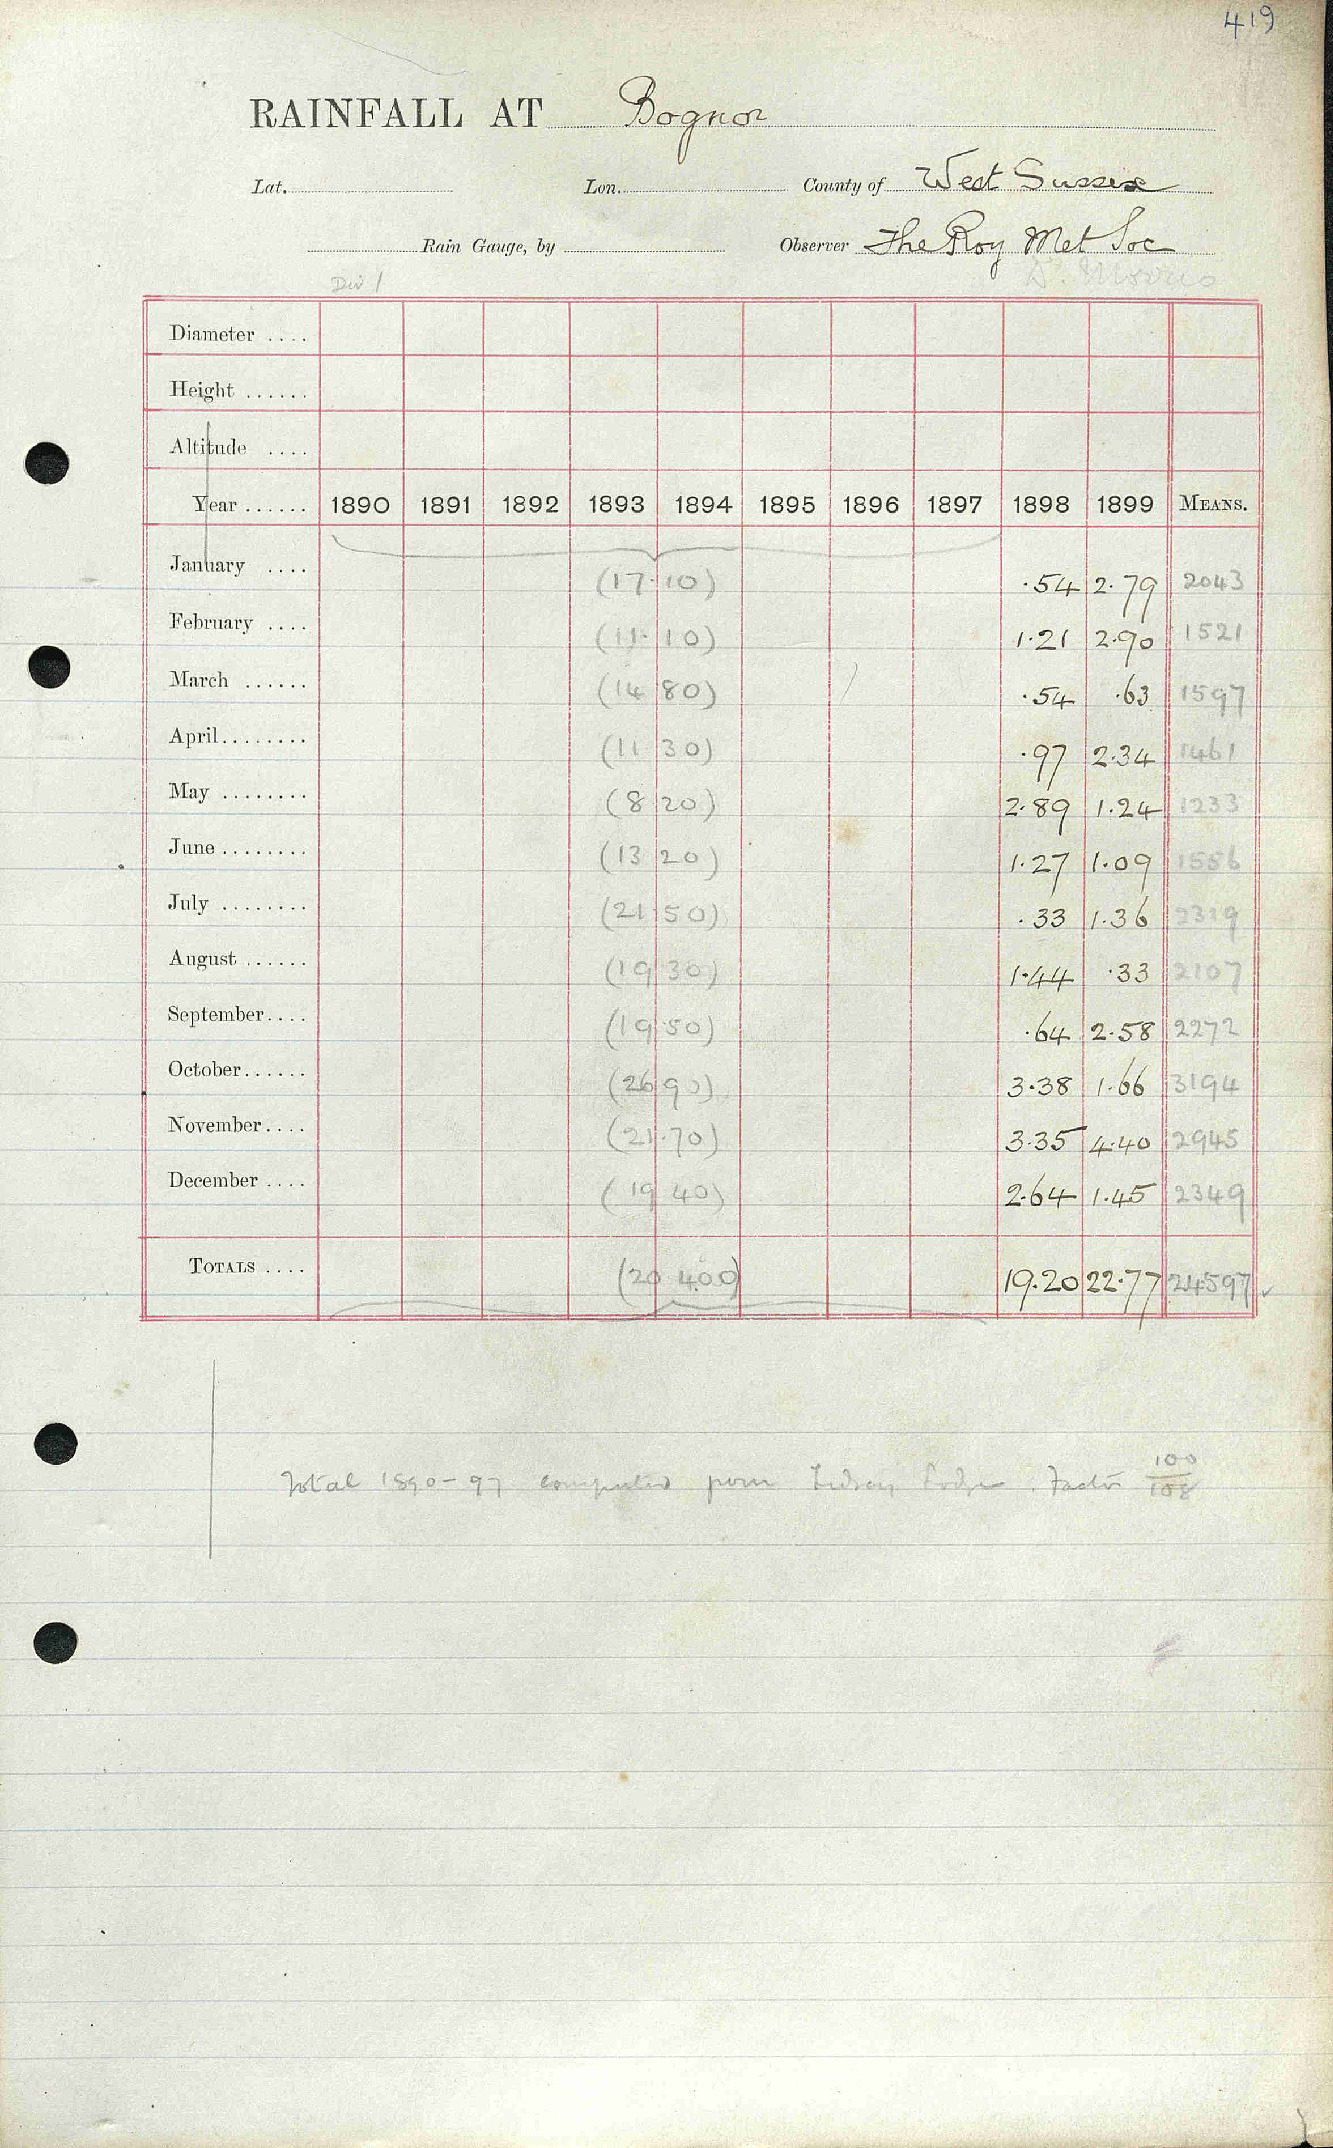 419
RAINFALL AT Bognor
Lat. Lon. County of West Sussex
Rain Gauge, by Observer The Roy Met Soc
Div 1
Diameter ....
Height ......
Altitude ....
Year ...... 1890 1891 1892 1893 1894 1895 1896 1897 1898 1899 MEANS.
January .... (17.10) .54 2.79 2043
February .... (11.10) 1.21 2.90 1521
March ...... (14 80) .54 .63 1597
April........ (11 30) .97 2.34 1461
May ........ (8 20) 2.89 1.24 1233
June ........ (13 20) 1.27 1.09 1556
July ........ (21 50) .33 1.36 2319
August ...... (19 30) 1.44 .33 2107
September.... (19 50) .64 2.58 2272
October...... (26 90) 3.38 1.66 3194
November.... (21.70) 3.35 4.40 2945
December .... (19 40) 2.64 1.45 2349
TOTALS .... (20 4.00) 19.20 22.77 24597 ✓
Total 1890-97 computed from Lidsey Lodge. Factor 100/108